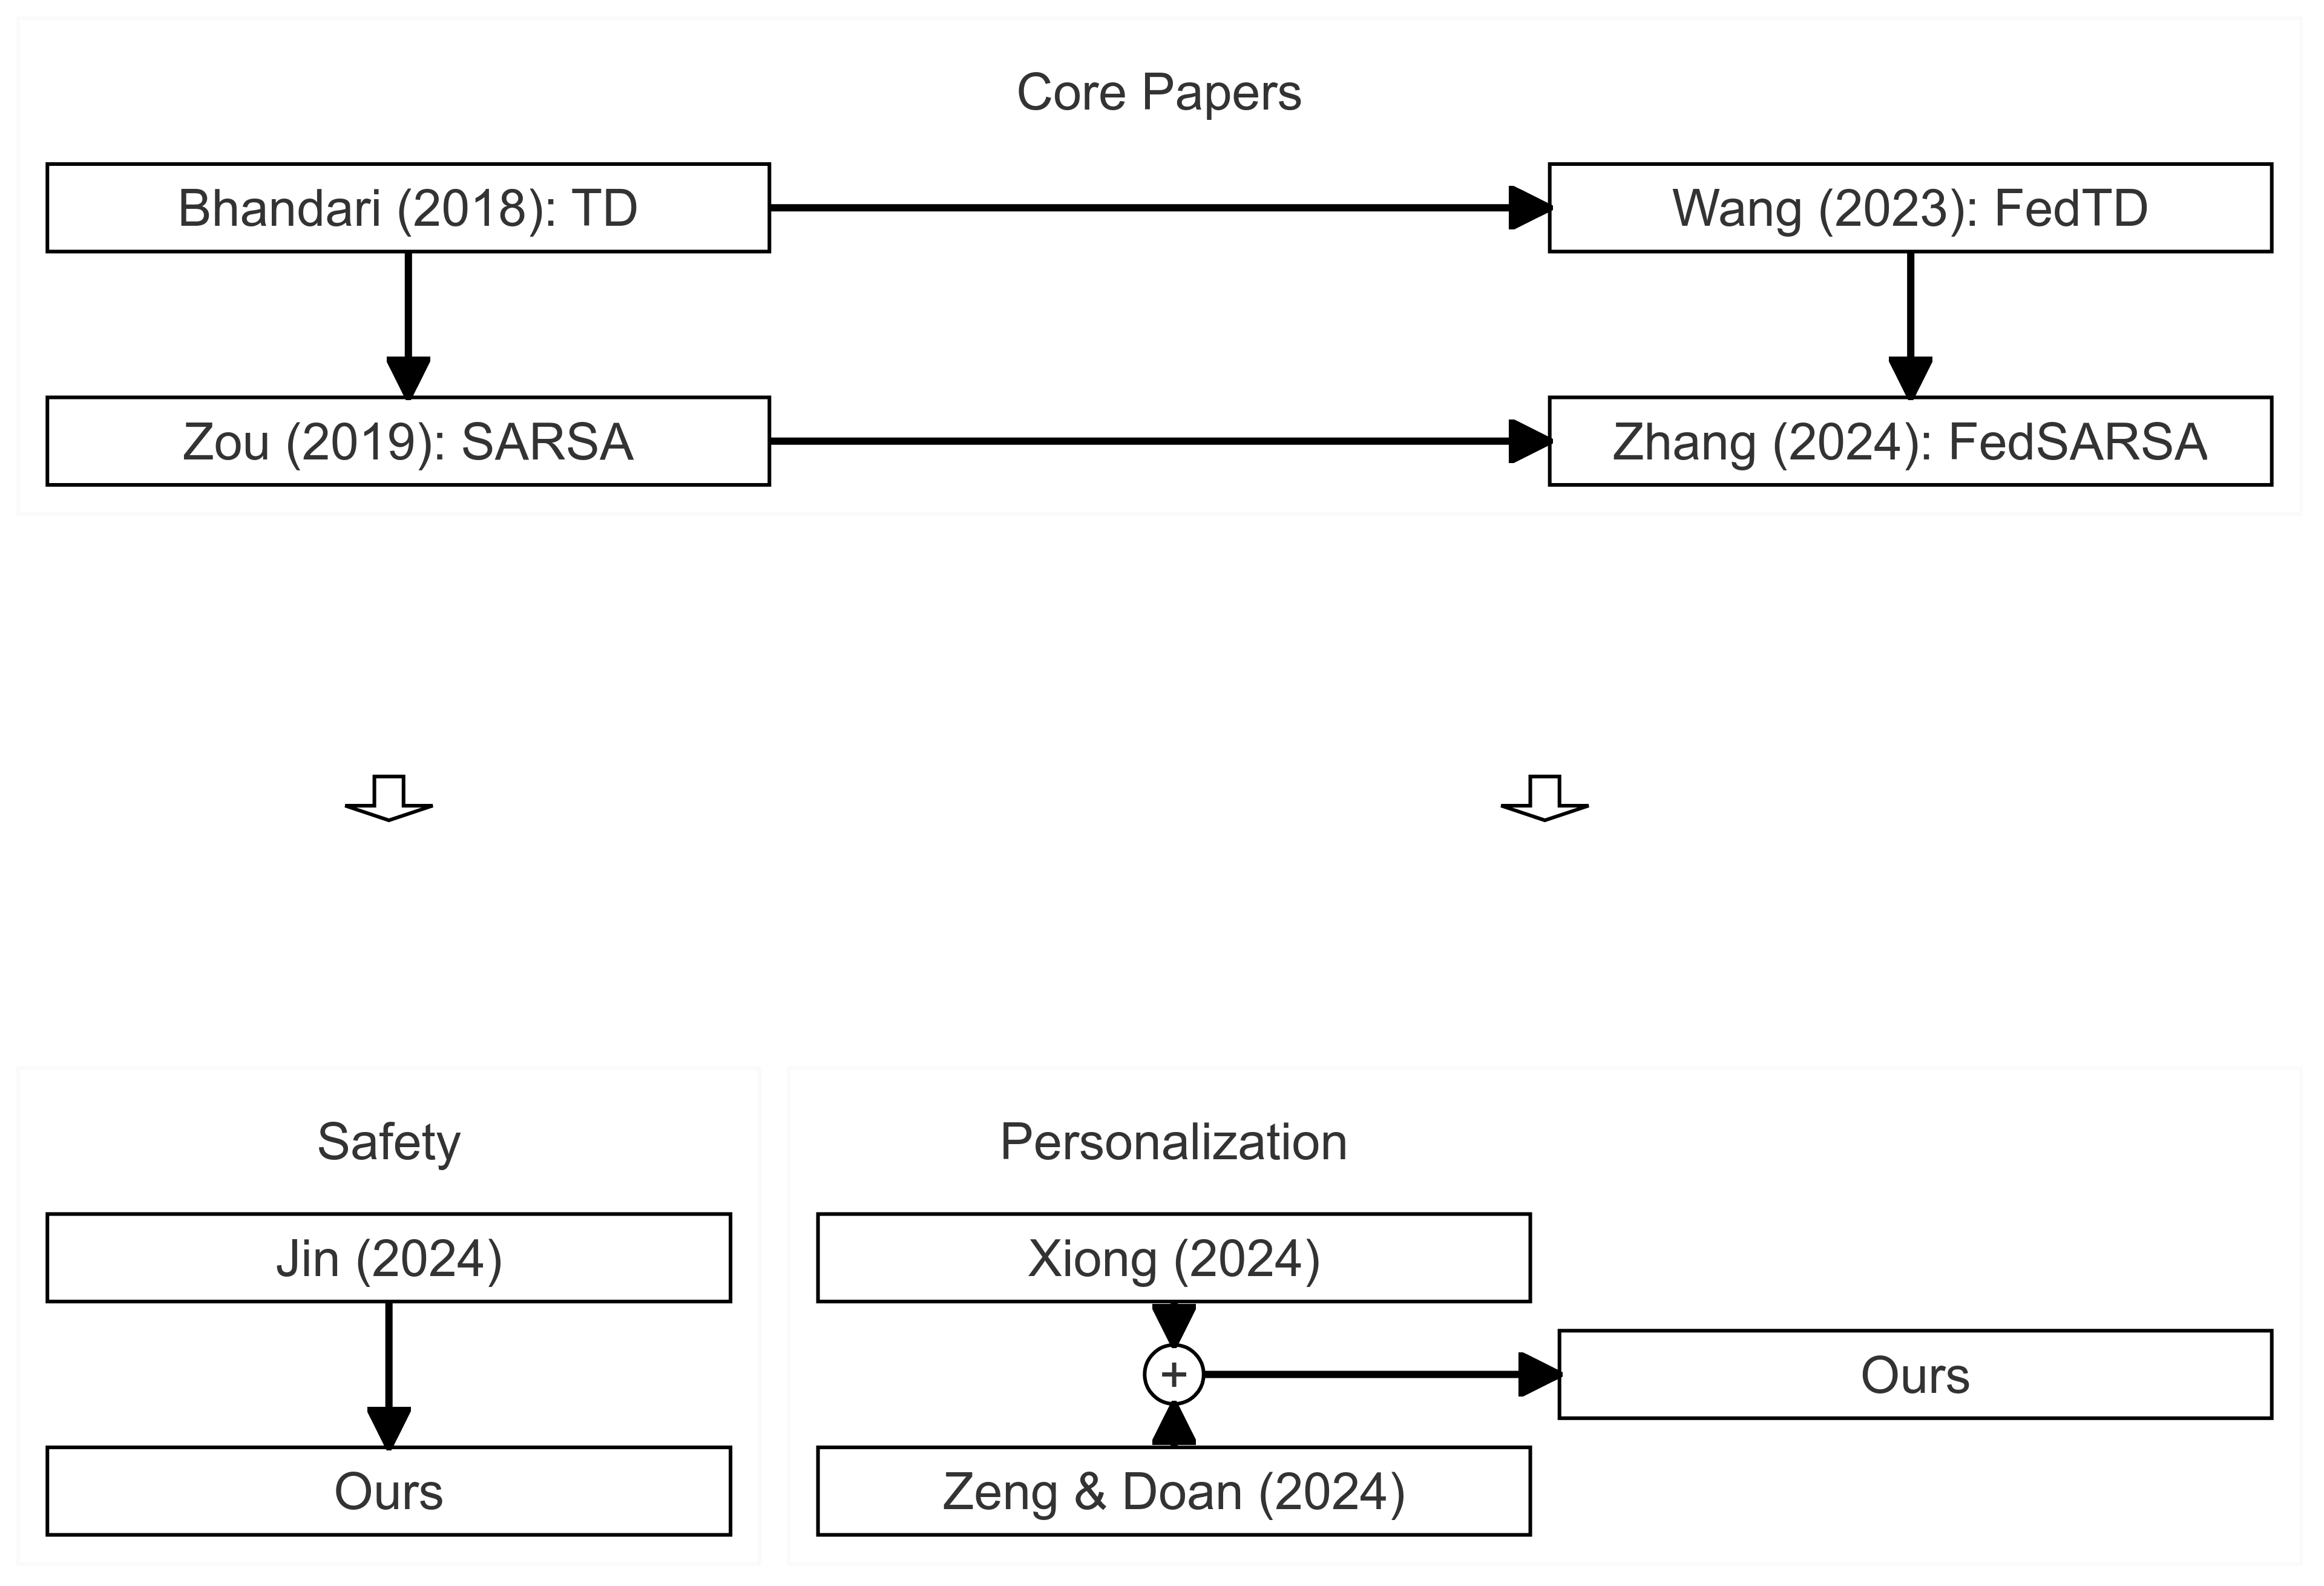 Core Papers
Bhandari (2018): TD
Wang (2023): FedTD
Zou (2019): SARSA
Zhang (2024): FedSARSA
Safety
Jin (2024)
Ours
Personalization
Xiong (2024)
+
Ours
Zeng & Doan (2024)